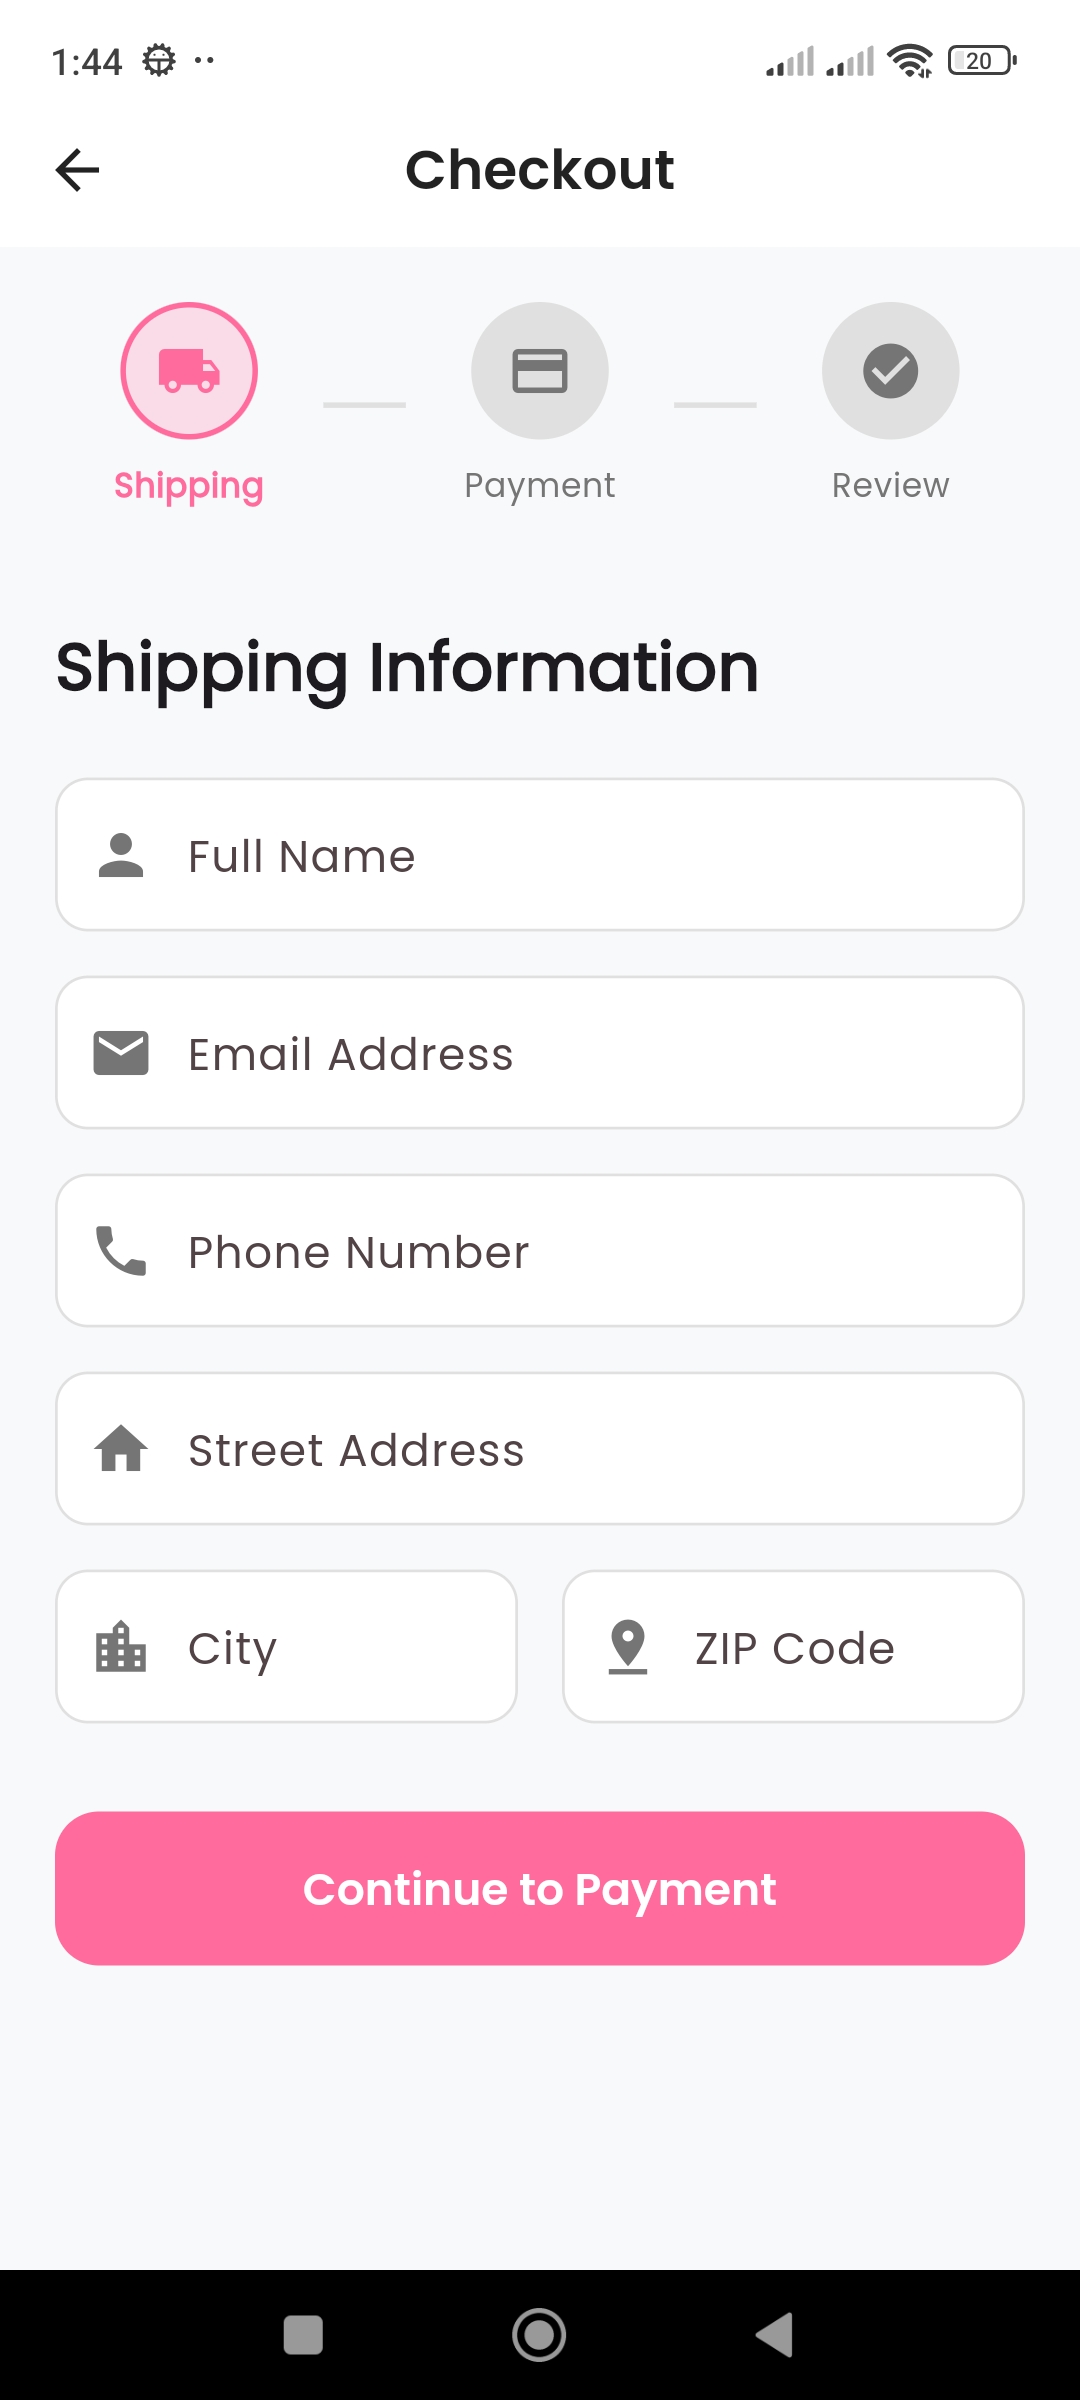 1:44
20
Checkout
Shipping
Payment
Review
Shipping Information
Full Name
Email Address
Phone Number
Street Address
City
ZIP Code
Continue to Payment